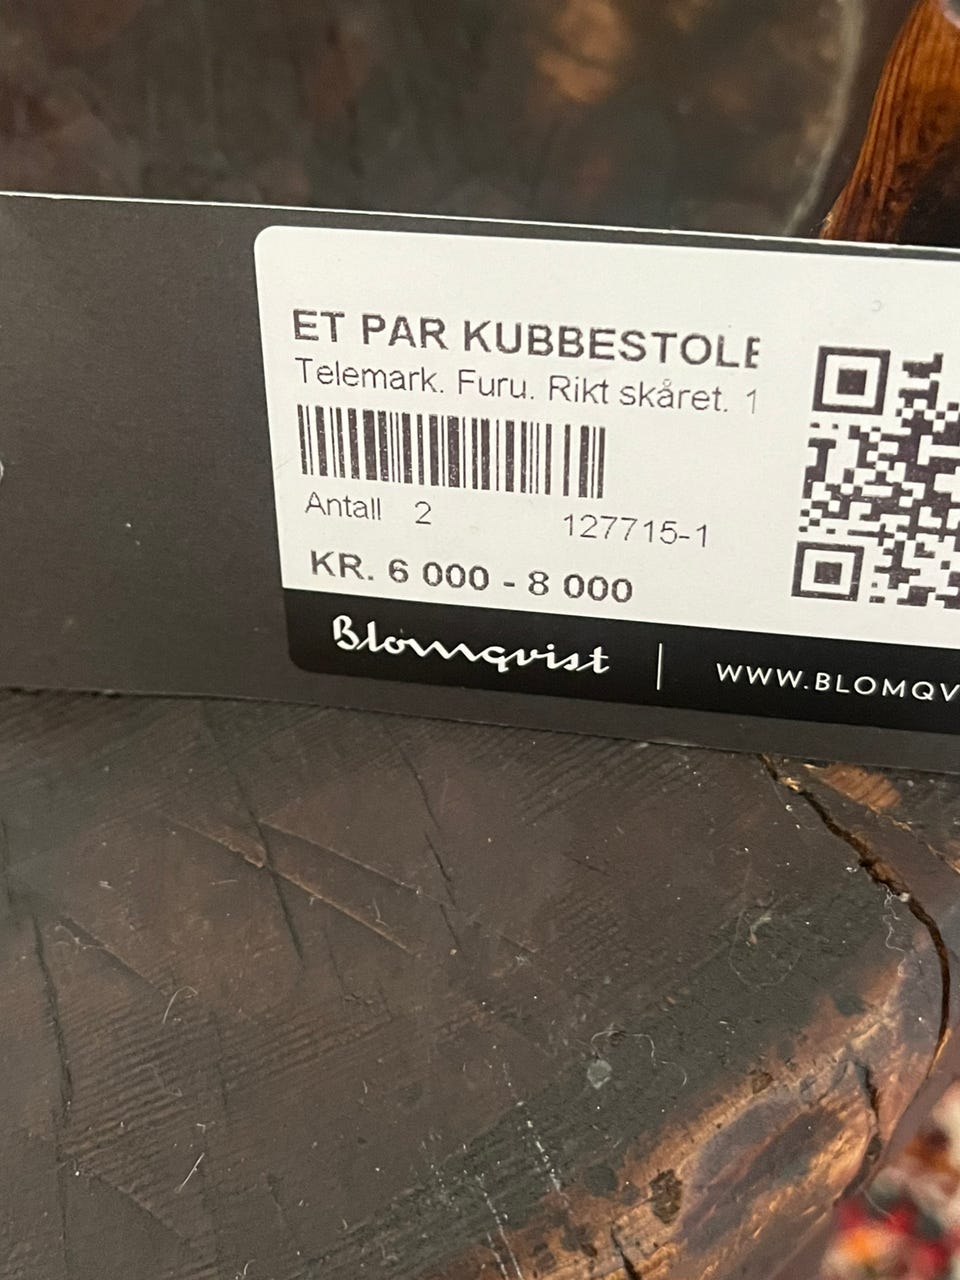 ET PAR KUBBESTOLE
Telemark. Furu. Rikt skåret. 1
Antall 2 127715-1
KR. 6 000 - 8 000
Blomqvist | WWW.BLOMQV